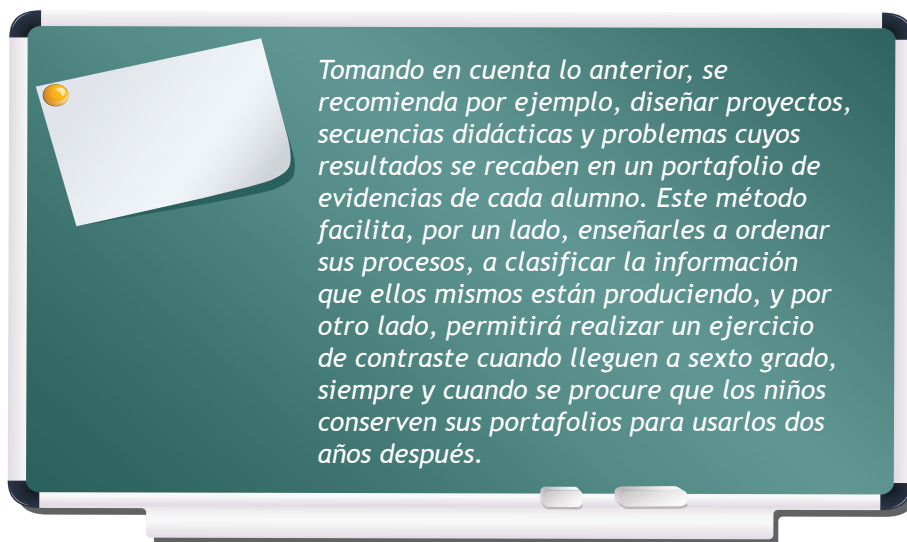 Tomando en cuenta lo anterior, se
recomienda por ejemplo, diseñar proyectos,
secuencias didácticas y problemas cuyos
resultados se recaben en un portafolio de
evidencias de cada alumno. Este método
facilita, por un lado, enseñarles a ordenar
sus procesos, a clasificar la información
que ellos mismos están produciendo, y por
otro lado, permitirá realizar un ejercicio
de contraste cuando lleguen a sexto grado,
siempre y cuando se procure que los niños
conserven sus portafolios para usarlos dos
años después.